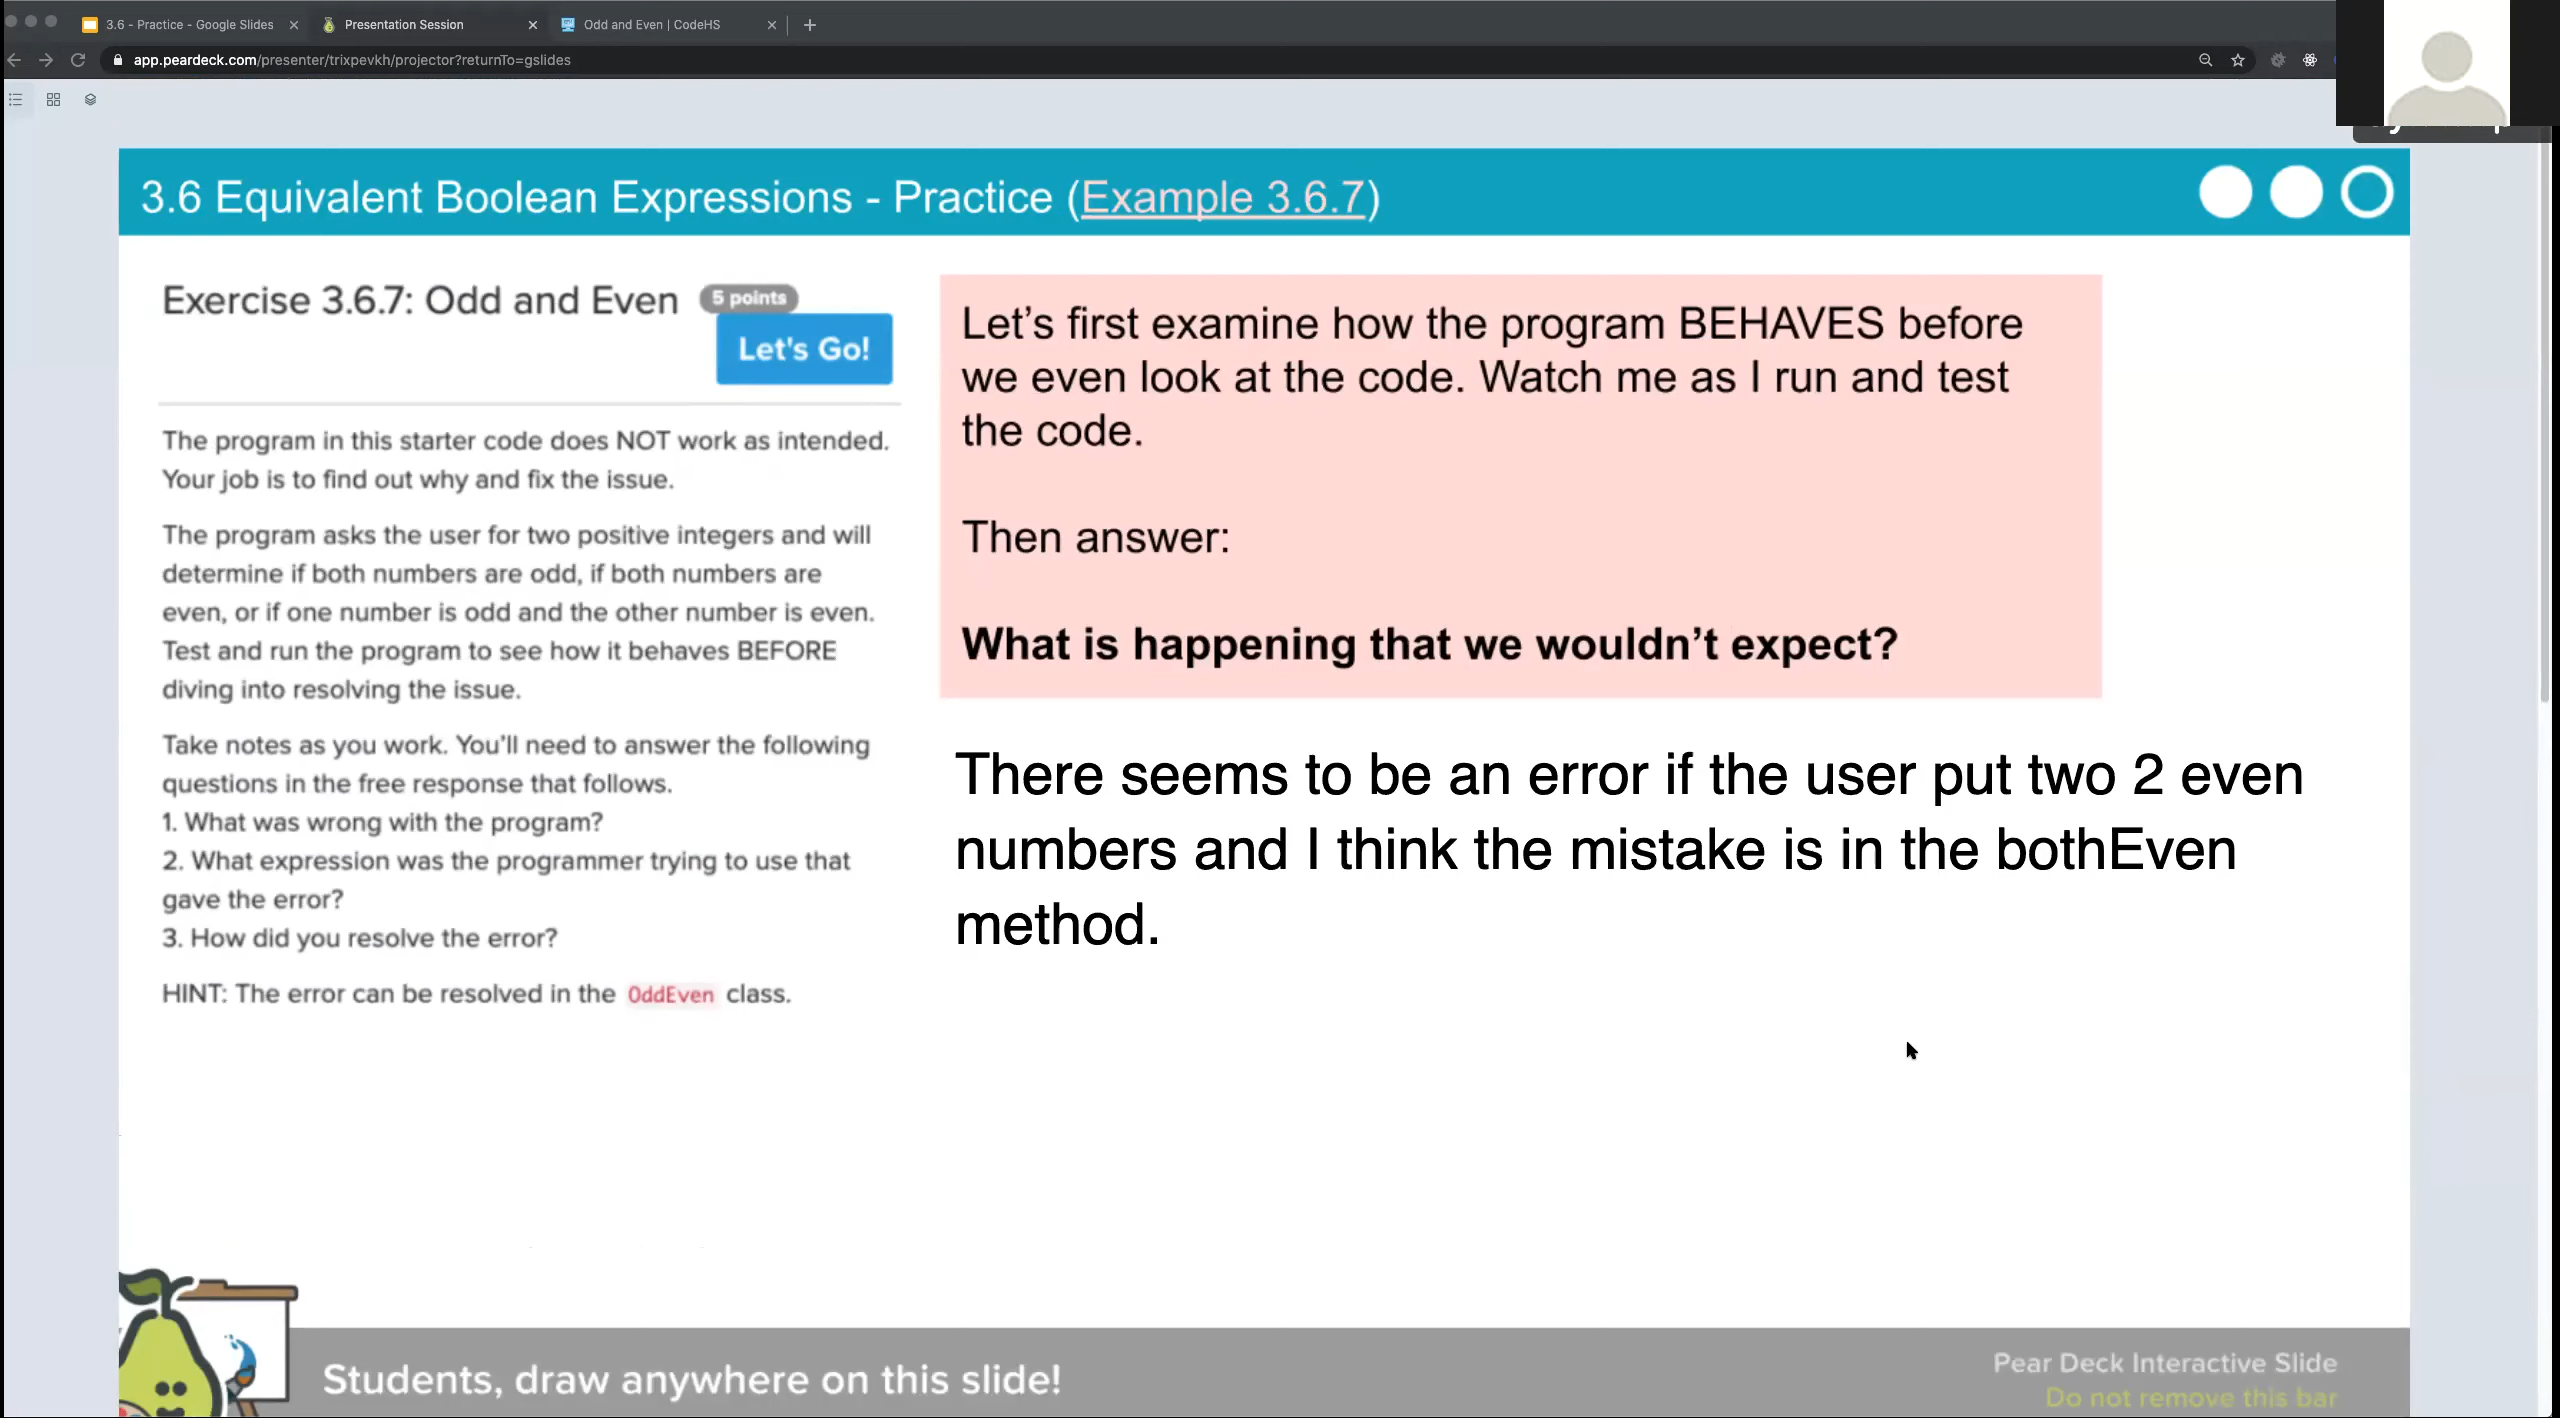 3.6 - Practice - Google Slides
Presentation Session
Odd and Even | CodeHS
app.peardeck.com/presenter/trixpevkh/projector?returnTo=gslides
3.6 Equivalent Boolean Expressions - Practice (Example 3.6.7)
Exercise 3.6.7: Odd and Even
5 points
Let's Go!
The program in this starter code does NOT work as intended.
Your job is to find out why and fix the issue.
The program asks the user for two positive integers and will
determine if both numbers are odd, if both numbers are
even, or if one number is odd and the other number is even.
Test and run the program to see how it behaves BEFORE
diving into resolving the issue.
Take notes as you work. You'll need to answer the following
questions in the free response that follows.
1. What was wrong with the program?
2. What expression was the programmer trying to use that
gave the error?
3. How did you resolve the error?
HINT: The error can be resolved in the OddEven class.
Let's first examine how the program BEHAVES before
we even look at the code. Watch me as I run and test
the code.
Then answer:
What is happening that we wouldn't expect?
There seems to be an error if the user put two 2 even
numbers and I think the mistake is in the bothEven
method.
Students, draw anywhere on this slide!
Pear Deck Interactive Slide
Do not remove this bar